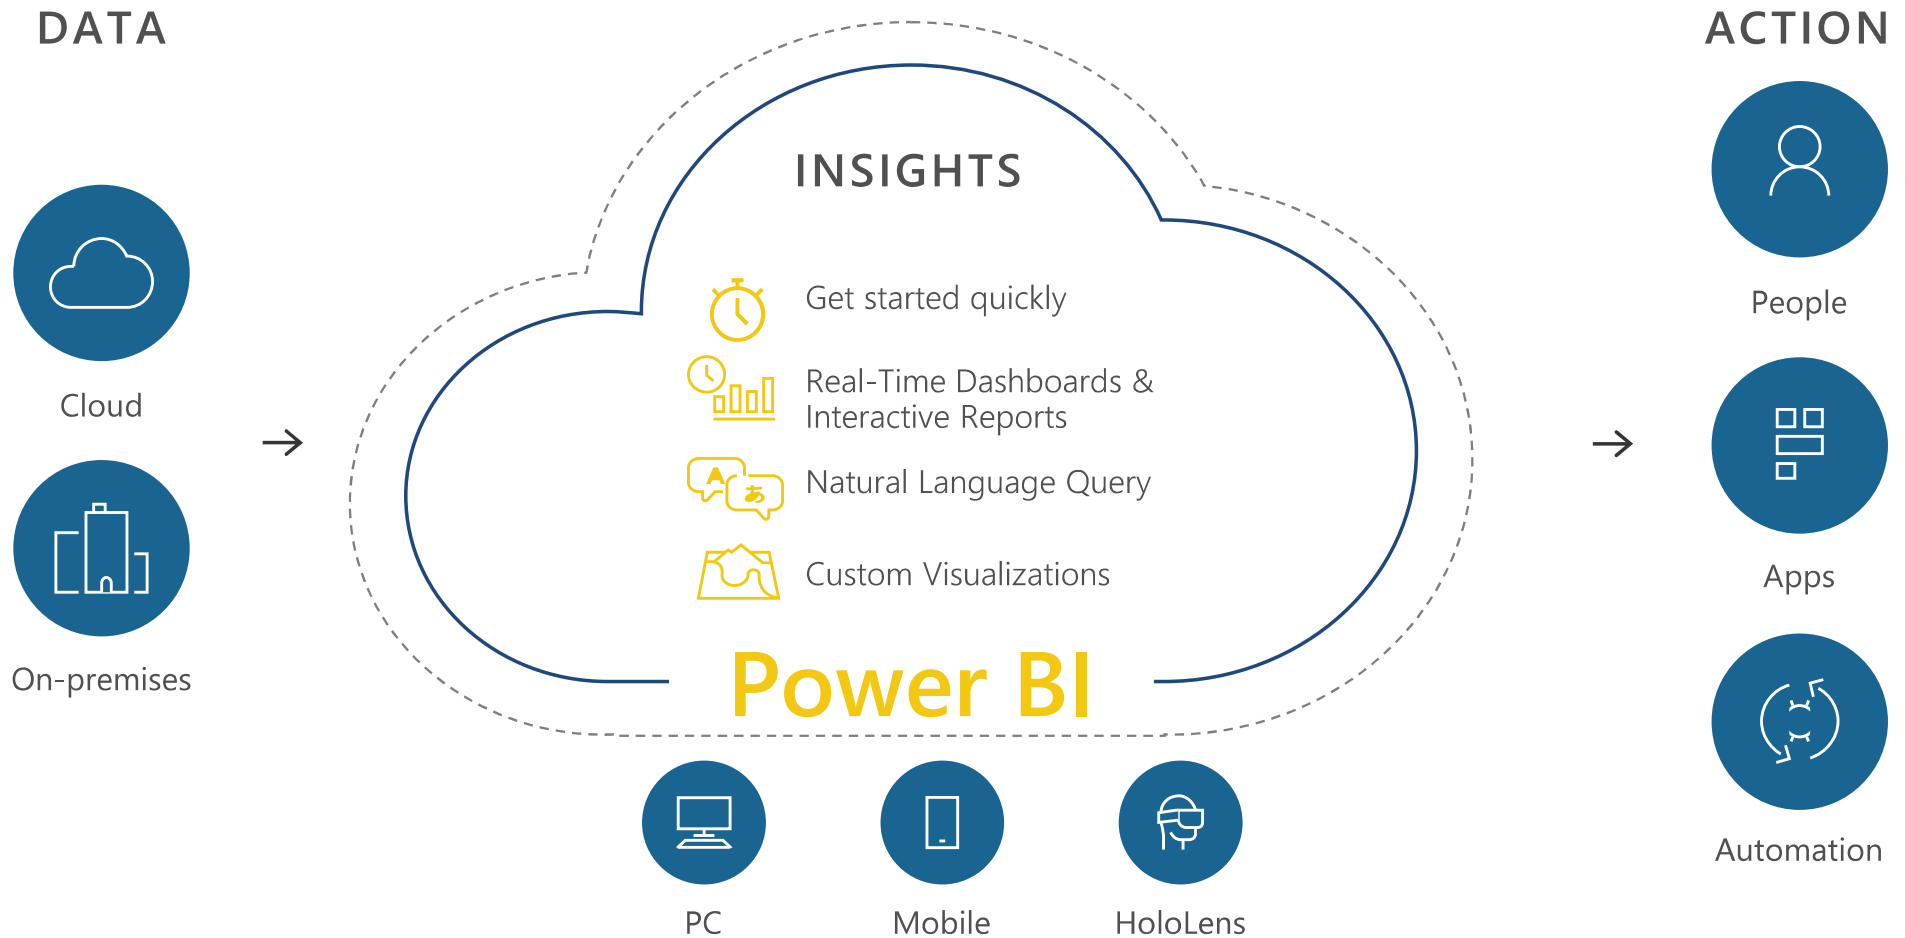 DATA
Cloud
On-premises
INSIGHTS
Get started quickly
Real-Time Dashboards &
Interactive Reports
A
あ
Natural Language Query
Custom Visualizations
Power BI
PC
Mobile
HoloLens
ACTION
People
Apps
Automation